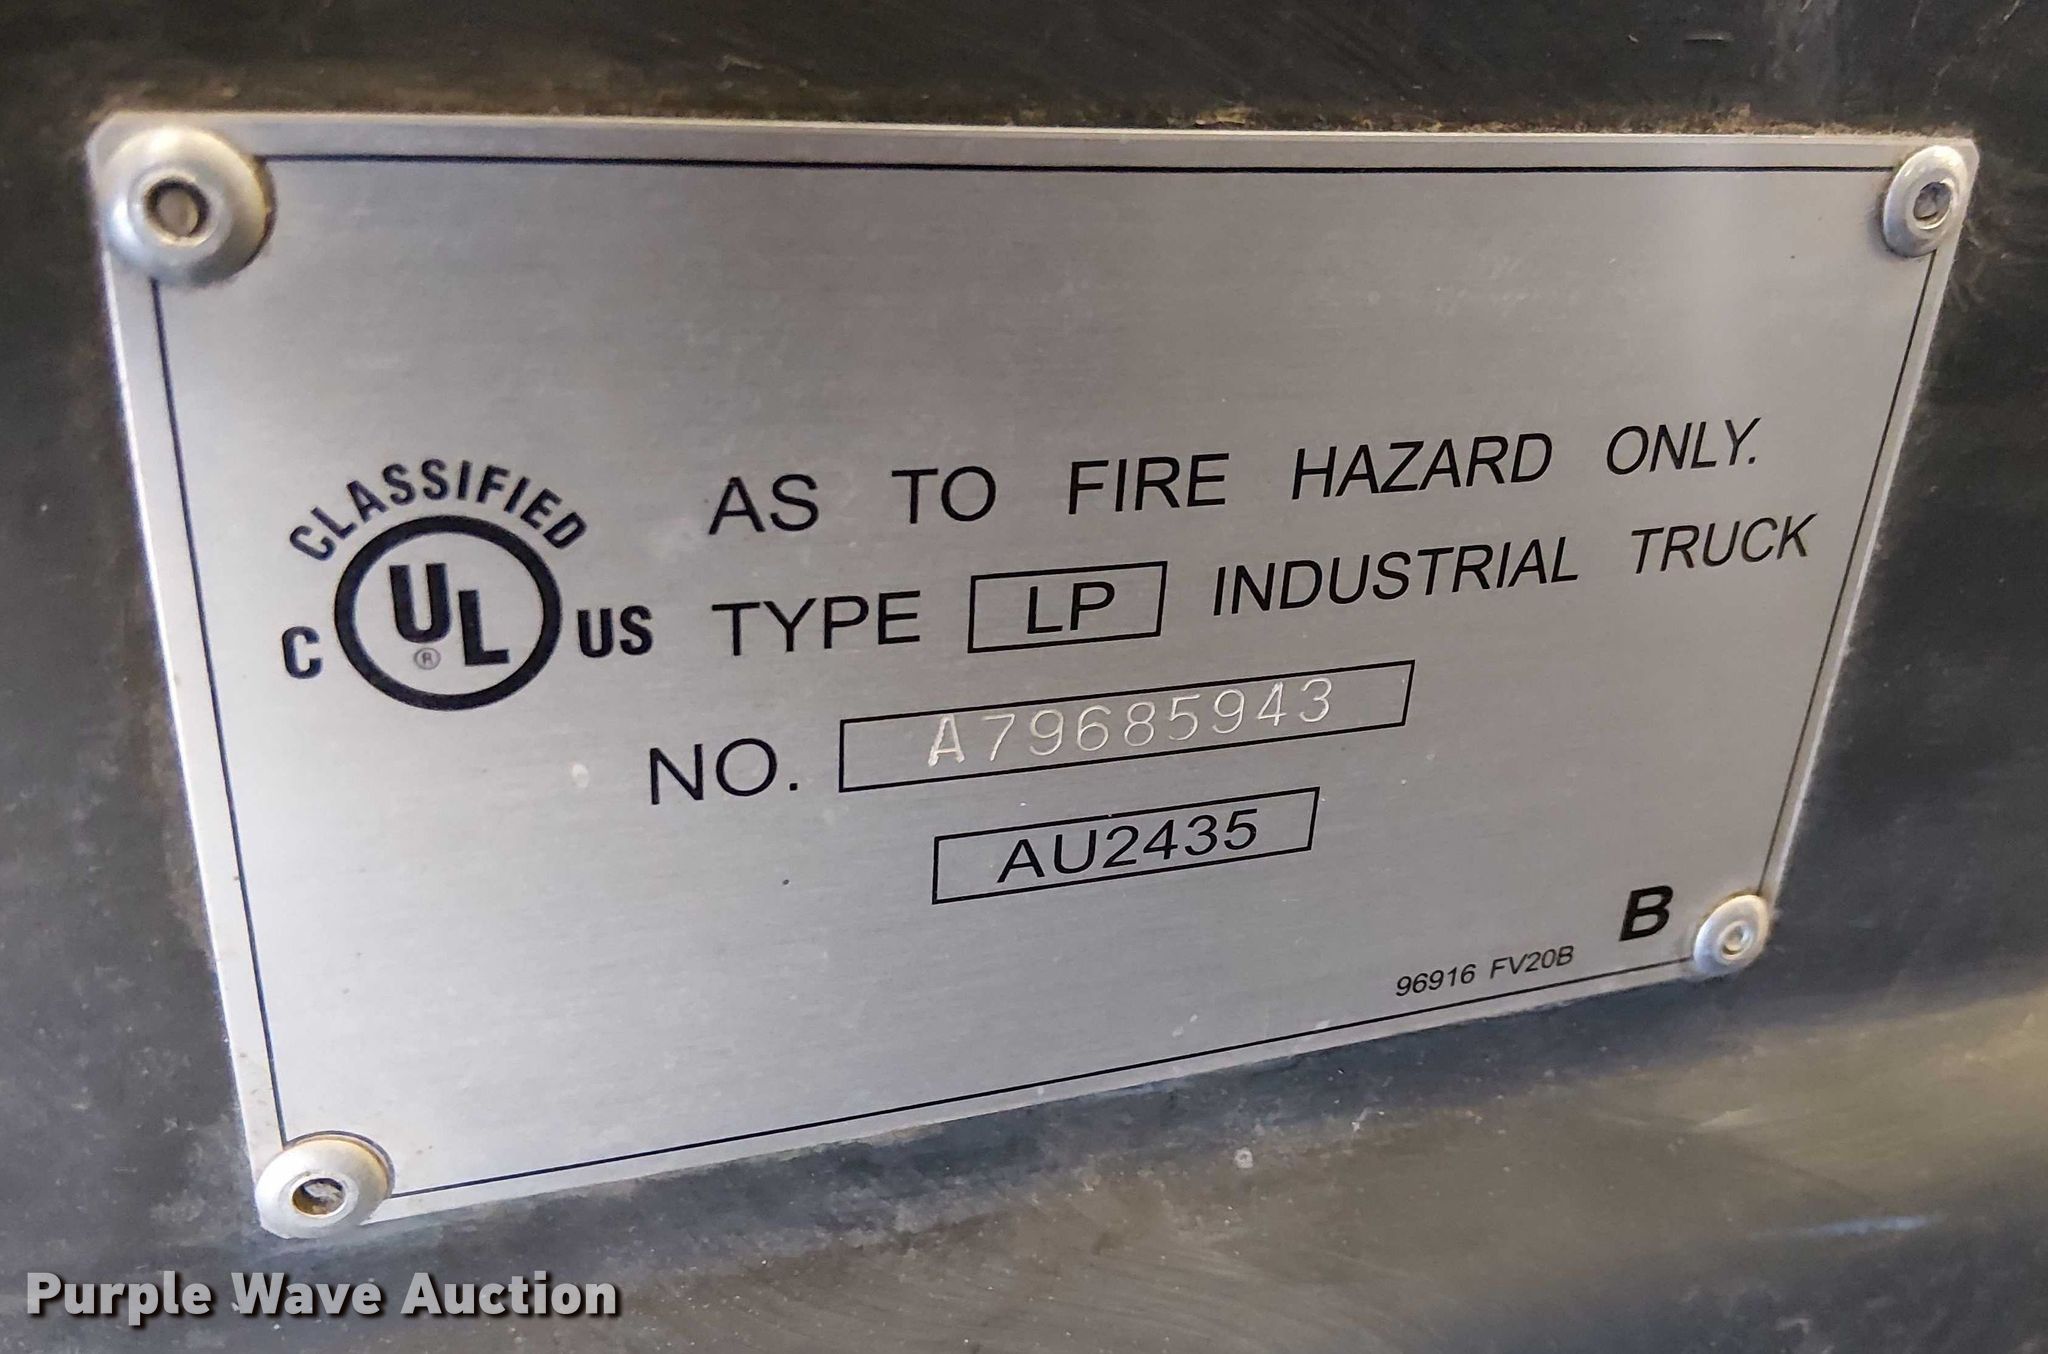 CLASSIFIED
C UL® US
AS TO FIRE HAZARD ONLY.
TYPE LP INDUSTRIAL TRUCK
NO. A79685943
AU2435
B
96916 FV20B
Purple Wave Auction